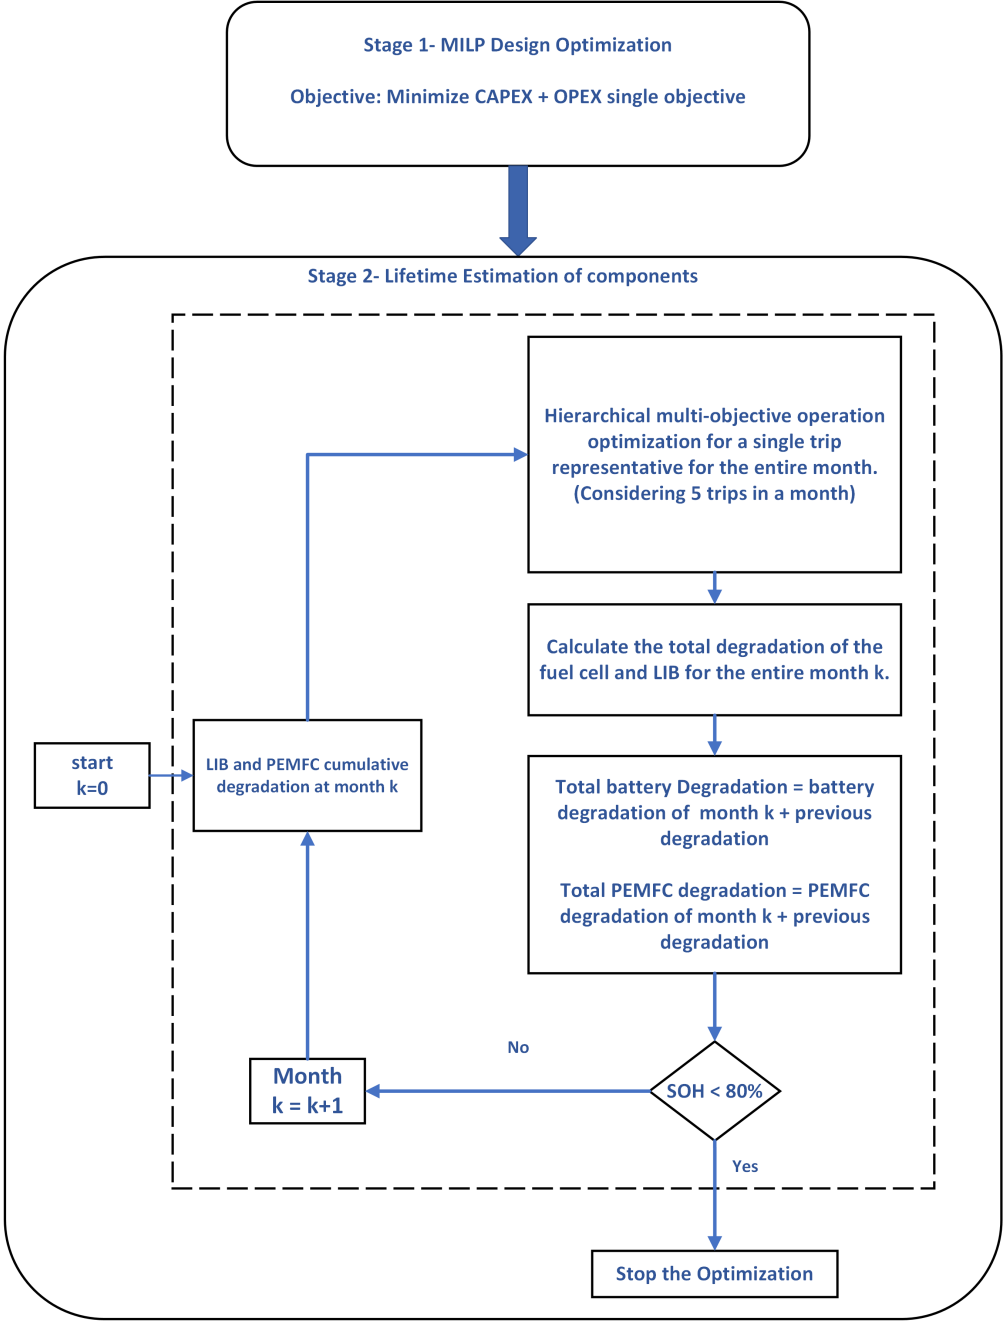 Stage 1- MILP Design Optimization
Objective: Minimize CAPEX + OPEX single objective
Stage 2- Lifetime Estimation of components
Hierarchical multi-objective operation
optimization for a single trip
representative for the entire month.
(Considering 5 trips in a month)
Calculate the total degradation of the
fuel cell and LIB for the entire month k.
start
k=0
LIB and PEMFC cumulative
degradation at month k
Total battery Degradation = battery
degradation of month k + previous
degradation
Total PEMFC degradation = PEMFC
degradation of month k + previous
degradation
No
Month
k = k+1
SOH < 80%
Yes
Stop the Optimization